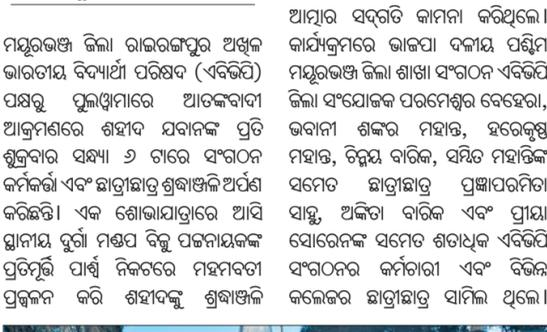 ମୟୂରଭଞ୍ଜ ଜିଲା ରାଇରଙ୍ଗପୁର ଅଖିଳ
ଭାରତୀୟ ବିଦ୍ୟାର୍ଥୀ ପରିଷଦ (ଏବିଭିପି)
ପକ୍ଷରୁ ପୁଲୱାମାରେ ଆତଙ୍କବାଦୀ
ଆକ୍ରମଣରେ ଶହୀଦ ଯବାନଙ୍କ ପ୍ରତି
ଶୁକ୍ରବାର ସନ୍ଧ୍ୟା ୬ ଟାରେ ସଂଗଠନ
କର୍ମକର୍ତ୍ତା ଏବଂ ଛାତ୍ରୀଛାତ୍ର ଶ୍ରଦ୍ଧାଞ୍ଜଳି ଅର୍ପଣ
କରିଛନ୍ତି। ଏକ ଶୋଭାଯାତ୍ରାରେ ଆସି
ସ୍ଥାନୀୟ ଦୁର୍ଗା ମଣ୍ଡପ ବିଜୁ ପଟ୍ଟନାୟକଙ୍କ
ପ୍ରତିମୂର୍ତ୍ତି ପାର୍ଶ୍ୱ ନିକଟରେ ମହମବତୀ
ପ୍ରଜ୍ଜ୍ୱଳନ କରି ଶହୀଦଙ୍କୁ ଶ୍ରଦ୍ଧାଞ୍ଜଳି
ଆତ୍ମାର ସଦ୍‌ଗତି କାମନା କରିଥିଲେ।
କାର୍ଯ୍ୟକ୍ରମରେ ଭାଜପା ଦଳୀୟ ପଶ୍ଚିମ
ମୟୂରଭଞ୍ଜ ଜିଲା ଶାଖା ସଂଗଠନ ଏବିଭିପି
ଜିଲା ସଂଯୋଜକ ପରମେଶ୍ୱର ବେହେରା,
ଭବାନୀ ଶଙ୍କର ମହାନ୍ତ, ହରେକୃଷ୍ଣ
ମହାନ୍ତ, ଚିନ୍ମୟ ବାରିକ, ସମ୍ବିତ ମହାନ୍ତିଙ୍କ
ସମେତ ଛାତ୍ରୀଛାତ୍ର ପ୍ରଜ୍ଞାପରମିତା
ସାହୁ, ଅଙ୍କିତା ବାରିକ ଏବଂ ପ୍ରୀୟା
ସୋରେନଙ୍କ ସମେତ ଶତାଧିକ ଏବିଭିପି
ସଂଗଠନର କର୍ମଚାରୀ ଏବଂ ବିଭିନ୍ନ
କଲେଜର ଛାତ୍ରୀଛାତ୍ର ସାମିଲ ଥିଲେ।